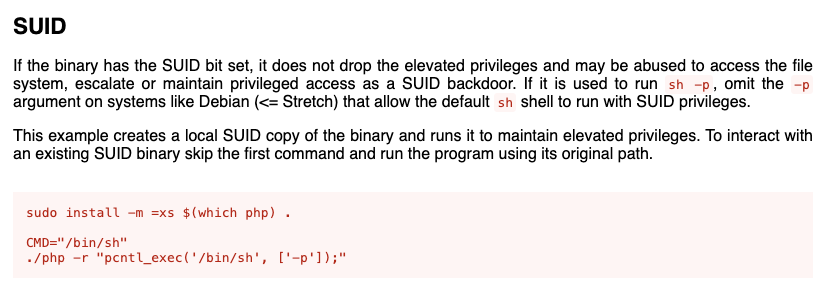 SUID
If the binary has the SUID bit set, it does not drop the elevated privileges and may be abused to access the file
system, escalate or maintain privileged access as a SUID backdoor. If it is used to run sh -p, omit the -p
argument on systems like Debian (<= Stretch) that allow the default sh shell to run with SUID privileges.
This example creates a local SUID copy of the binary and runs it to maintain elevated privileges. To interact with
an existing SUID binary skip the first command and run the program using its original path.
sudo install -m =xs $(which php) .
CMD="/bin/sh"
./php -r "pcntl_exec('/bin/sh', ['-p']);"